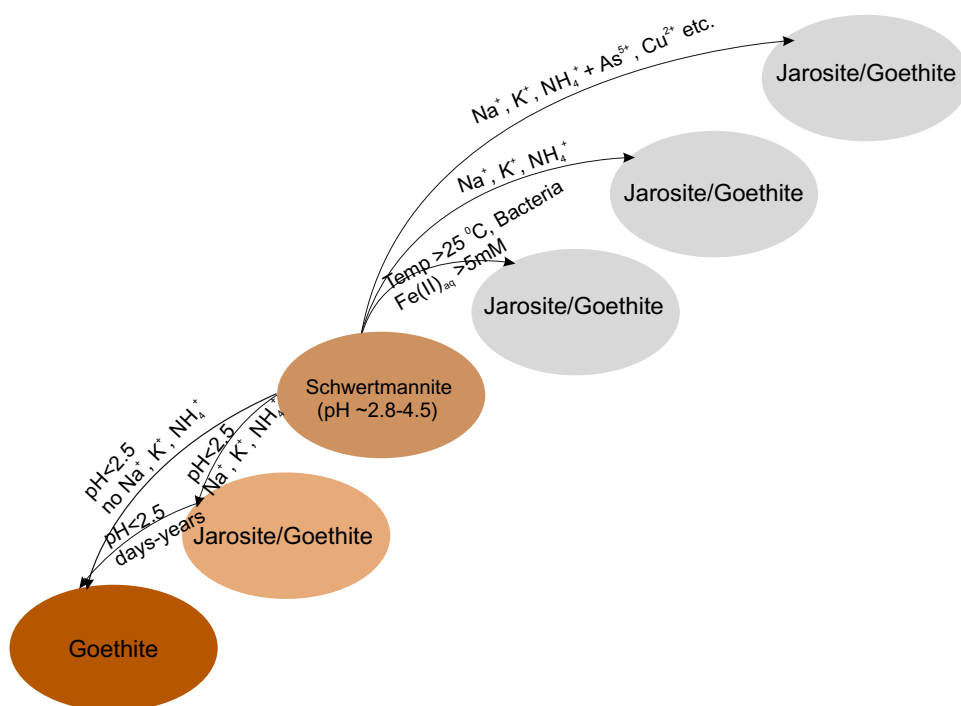 Na⁺, K⁺, NH₄⁺ + As⁵⁺, Cu²⁺ etc.
Jarosite/Goethite
Na⁺, K⁺, NH₄⁺
Jarosite/Goethite
Temp >25 ⁰C, Bacteria
Fe(II)aq >5mM
Jarosite/Goethite
Schwertmannite
(pH ~2.8-4.5)
pH<2.5
no Na⁺, K⁺, NH₄⁺
pH<2.5
Na⁺, K⁺, NH₄⁺
pH<2.5
days-years
Jarosite/Goethite
Goethite